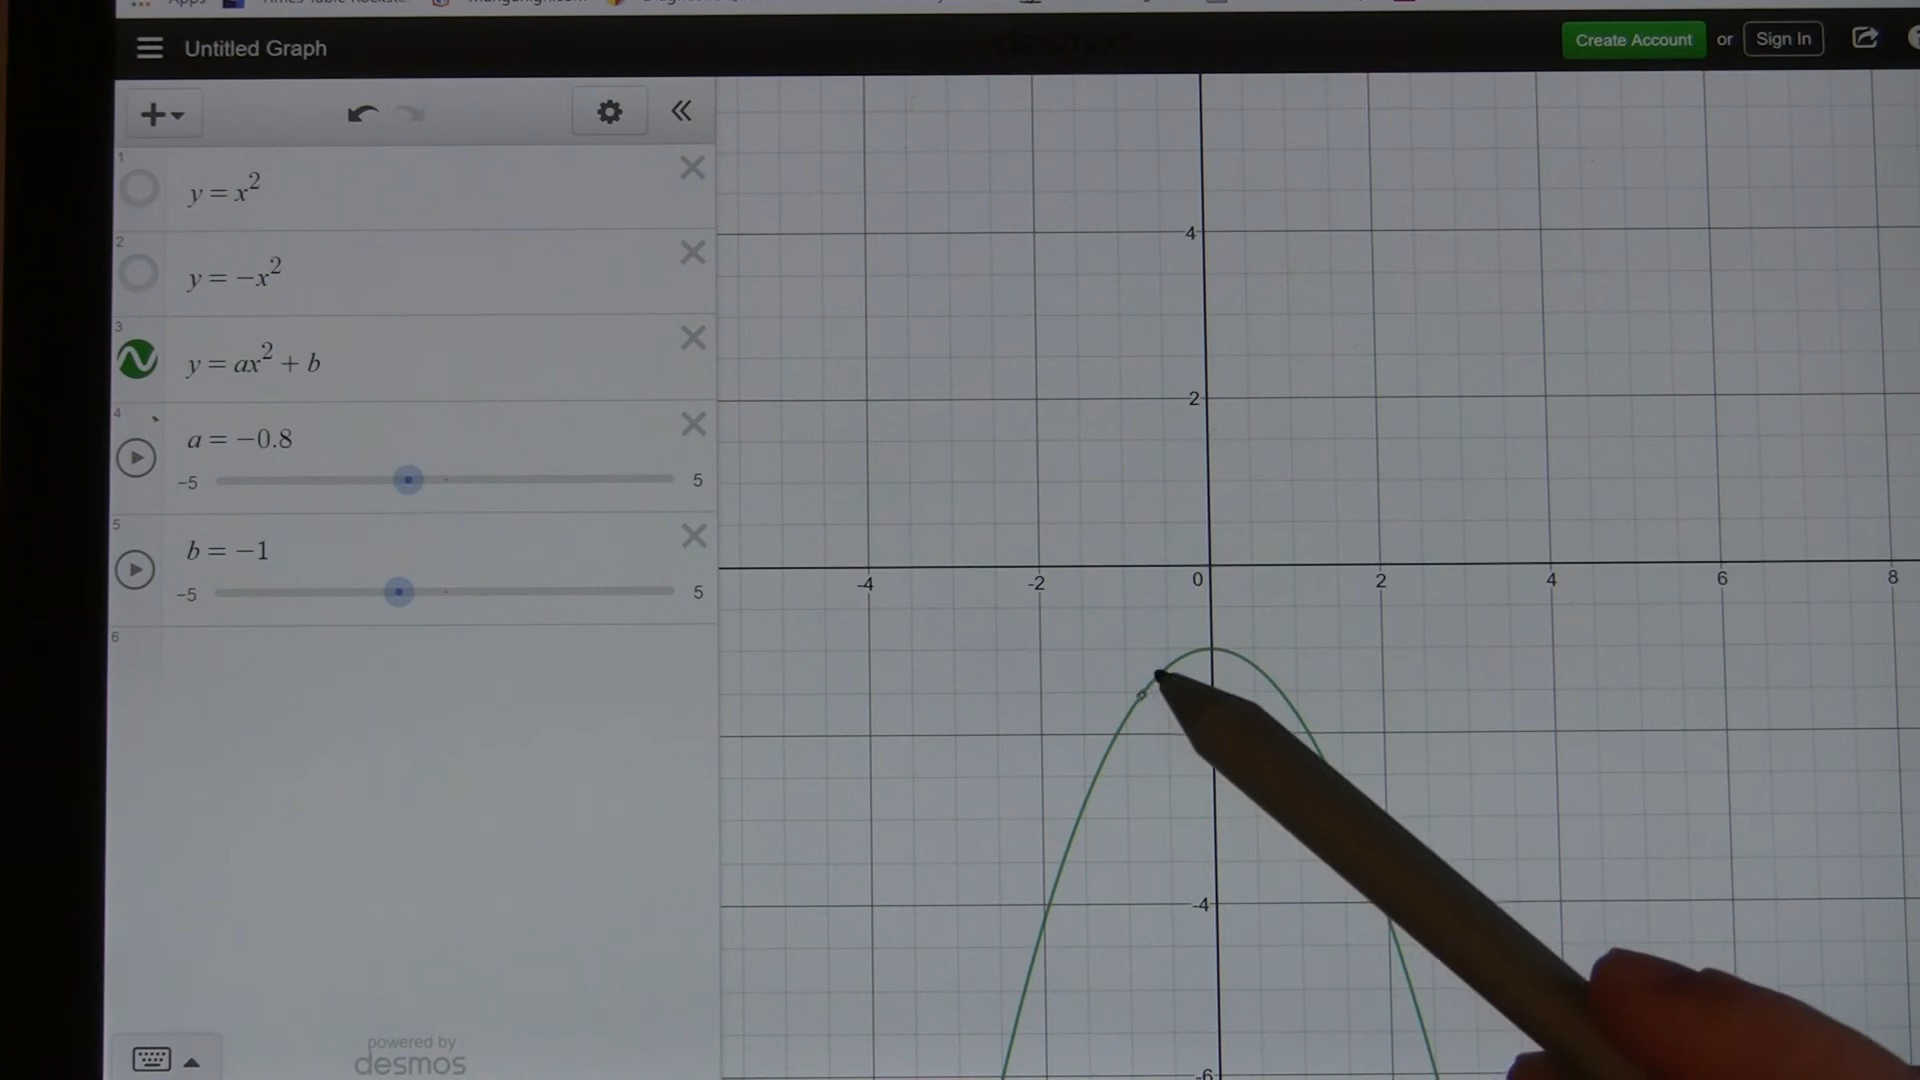 Apps
Untitled Graph
Create Account or Sign In
1
y = x²
2
y = −x²
3
y = ax² + b
4
a = −0.8
-5 5
5
b = −1
-5 5
6
powered by
desmos
4
2
-4 -2 0 2 4 6 8
-4
-6